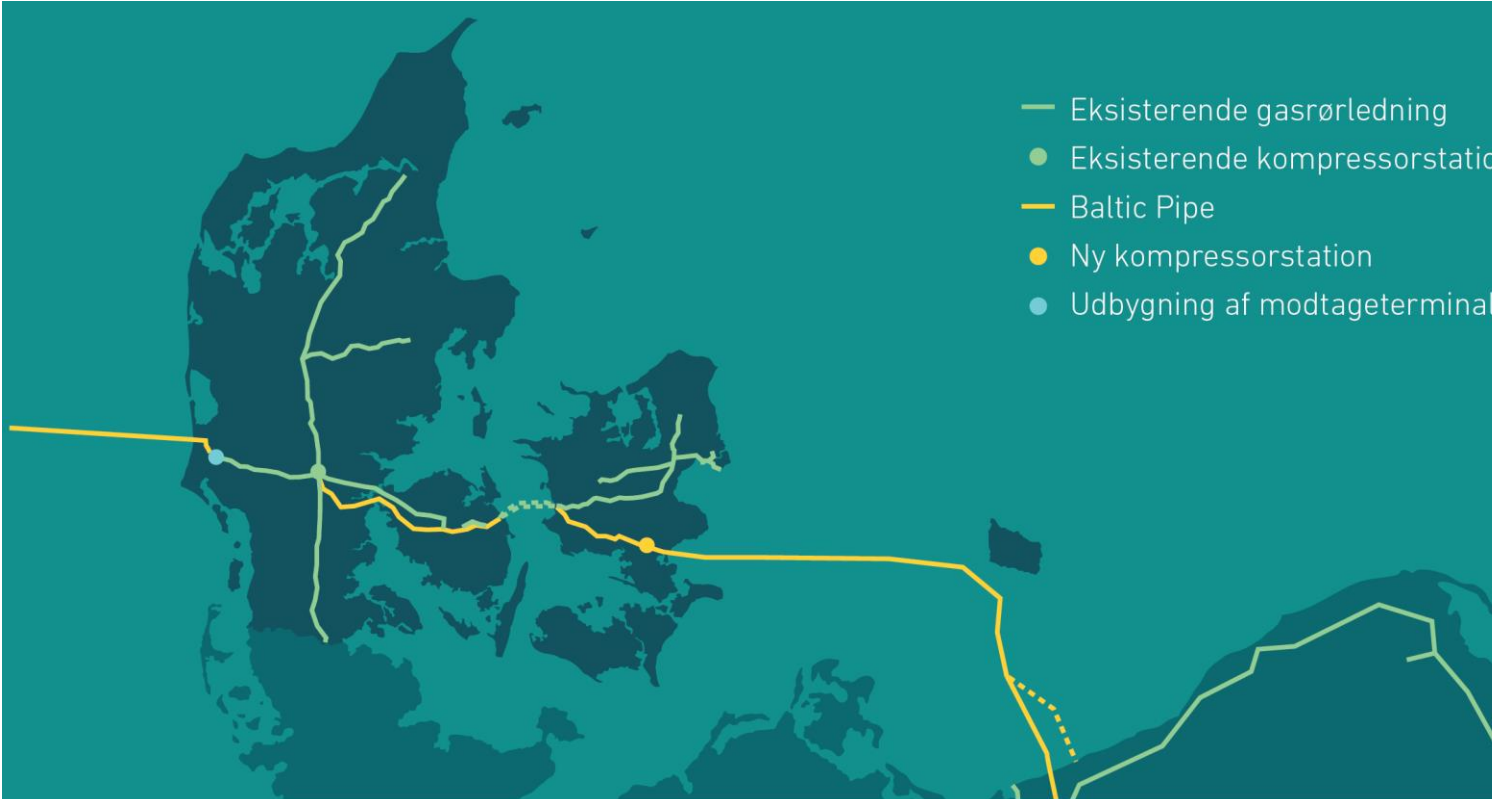 Eksisterende gasrørledning
Eksisterende kompressorstatio
Baltic Pipe
Ny kompressorstation
Udbygning af modtageterminal